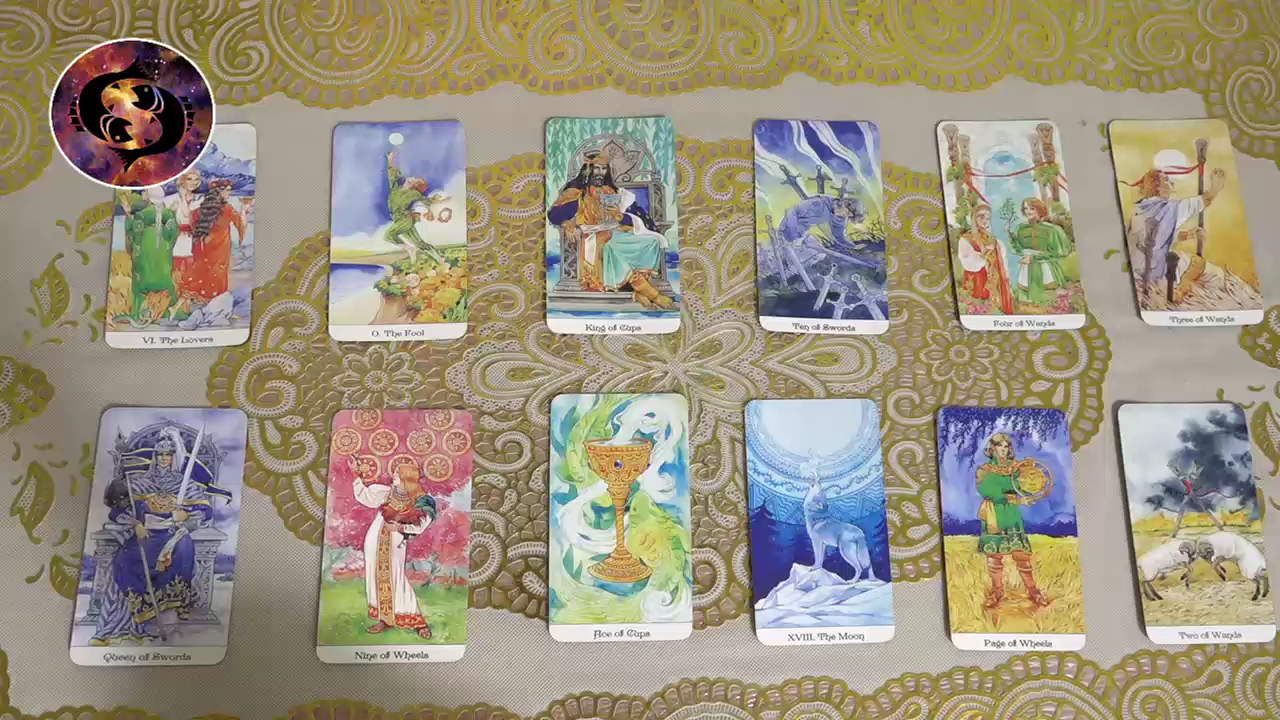 VI. The Lovers
0. The Fool
King of Cups
Ten of Swords
Four of Wands
Three of Wands
Queen of Swords
Nine of Wheels
Ace of Cups
XVIII. The Moon
Page of Wheels
Two of Wands